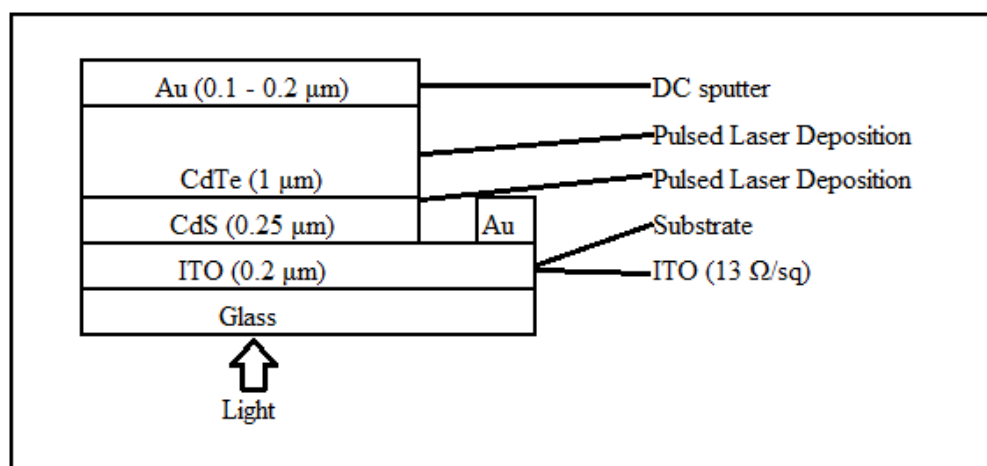 Au (0.1 - 0.2 μm)
DC sputter
Pulsed Laser Deposition
CdTe (1 μm)
Pulsed Laser Deposition
CdS (0.25 μm)
Au
Substrate
ITO (0.2 μm)
ITO (13 Ω/sq)
Glass
Light